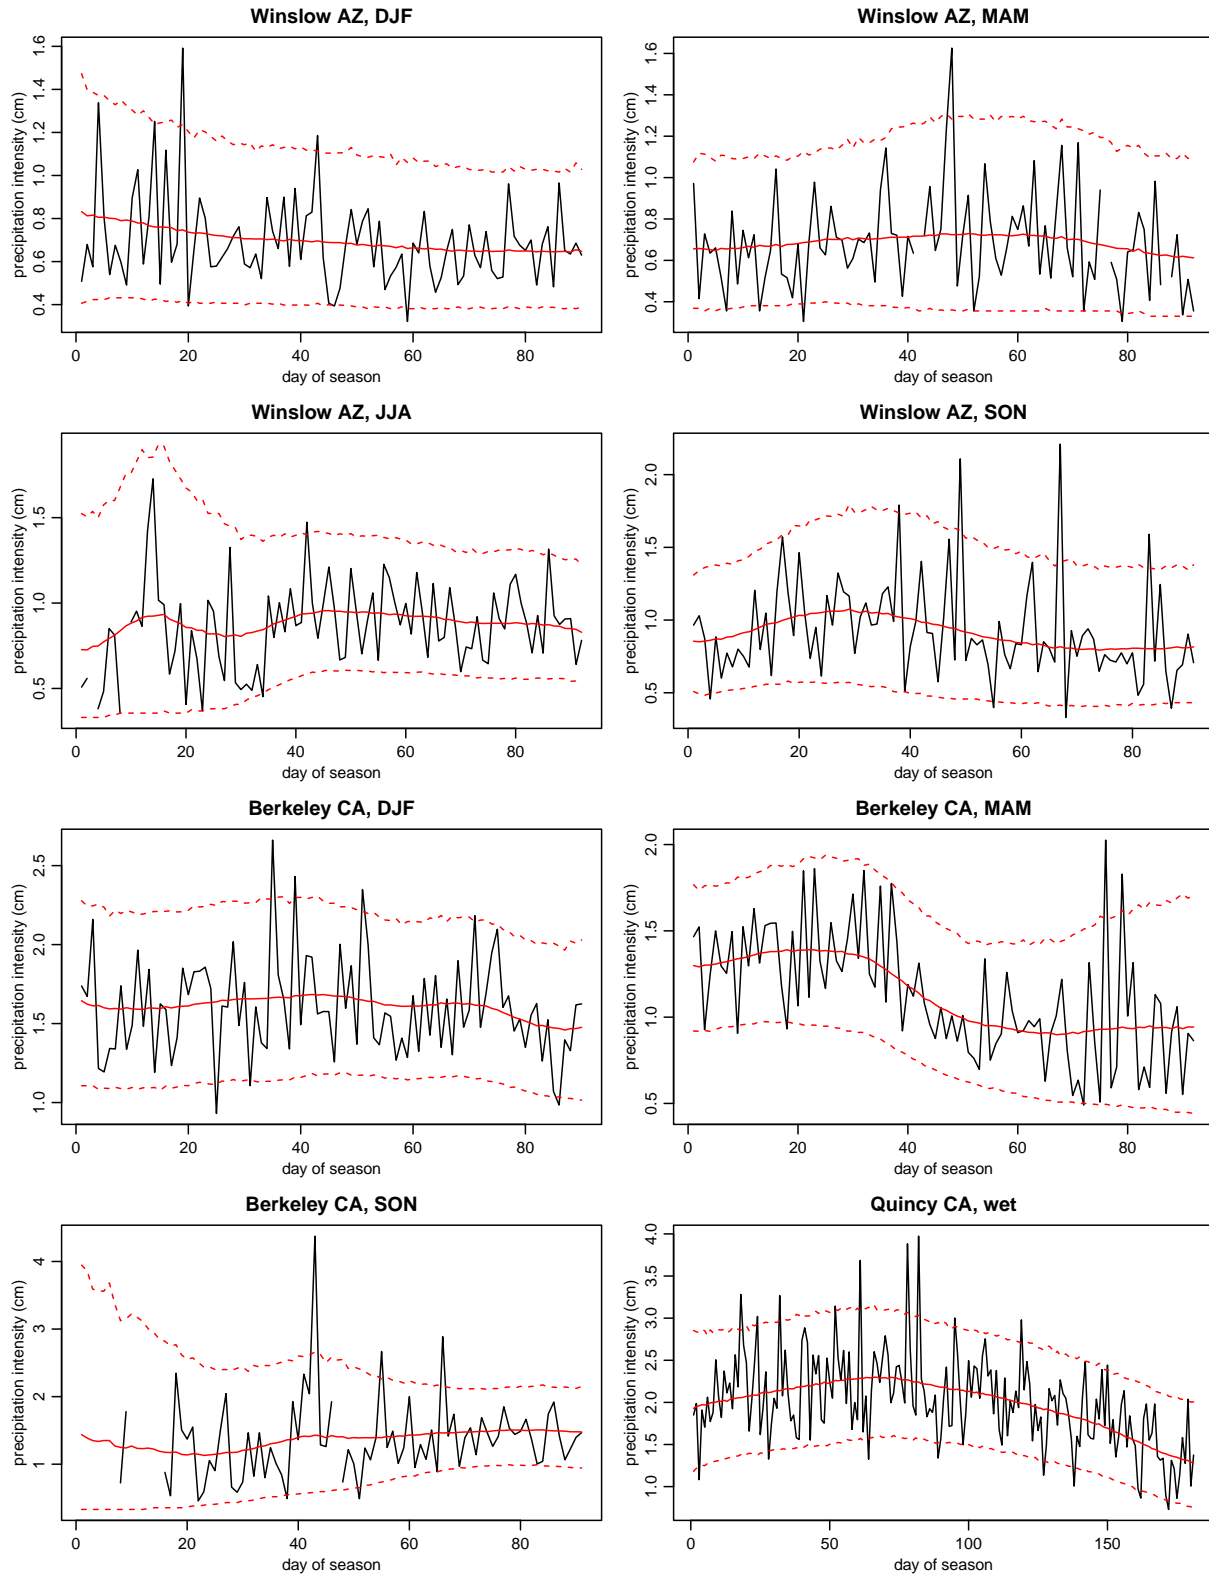 Winslow AZ, DJF
precipitation intensity (cm)
0.4 0.6 0.8 1.0 1.2 1.4 1.6
0 20 40 60 80
day of season
Winslow AZ, MAM
precipitation intensity (cm)
0.4 0.6 0.8 1.0 1.2 1.4 1.6
0 20 40 60 80
day of season
Winslow AZ, JJA
precipitation intensity (cm)
0.5 1.0 1.5
0 20 40 60 80
day of season
Winslow AZ, SON
precipitation intensity (cm)
0.5 1.0 1.5 2.0
0 20 40 60 80
day of season
Berkeley CA, DJF
precipitation intensity (cm)
1.0 1.5 2.0 2.5
0 20 40 60 80
day of season
Berkeley CA, MAM
precipitation intensity (cm)
0.5 1.0 1.5 2.0
0 20 40 60 80
day of season
Berkeley CA, SON
precipitation intensity (cm)
1 2 3 4
0 20 40 60 80
day of season
Quincy CA, wet
precipitation intensity (cm)
1.0 1.5 2.0 2.5 3.0 3.5 4.0
0 50 100 150
day of season